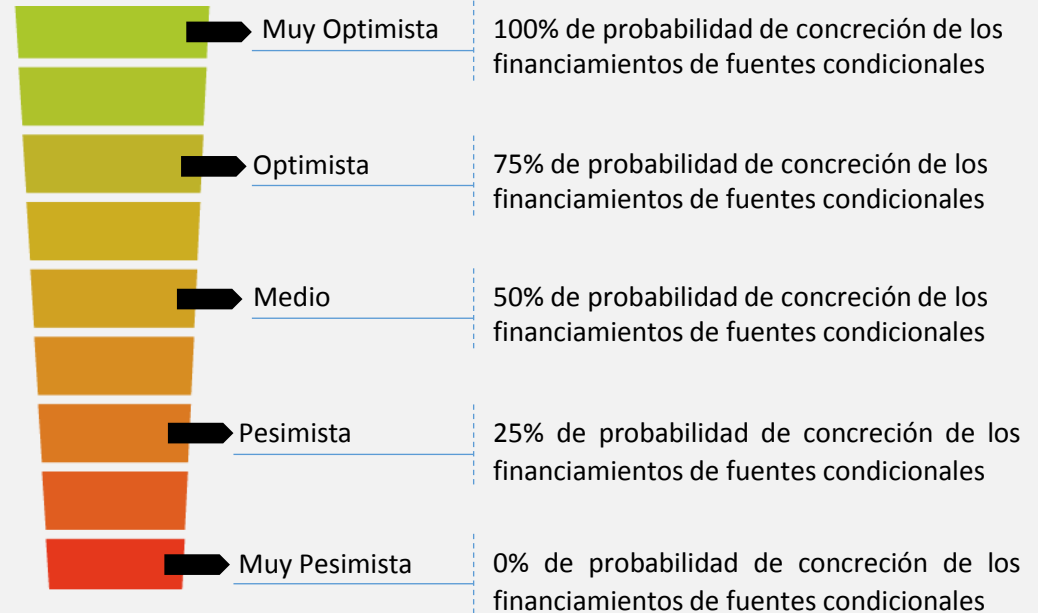 Muy Optimista
100% de probabilidad de concreción de los
financiamientos de fuentes condicionales
Optimista
75% de probabilidad de concreción de los
financiamientos de fuentes condicionales
Medio
50% de probabilidad de concreción de los
financiamientos de fuentes condicionales
Pesimista
25% de probabilidad de concreción de los
financiamientos de fuentes condicionales
Muy Pesimista
0% de probabilidad de concreción de los
financiamientos de fuentes condicionales